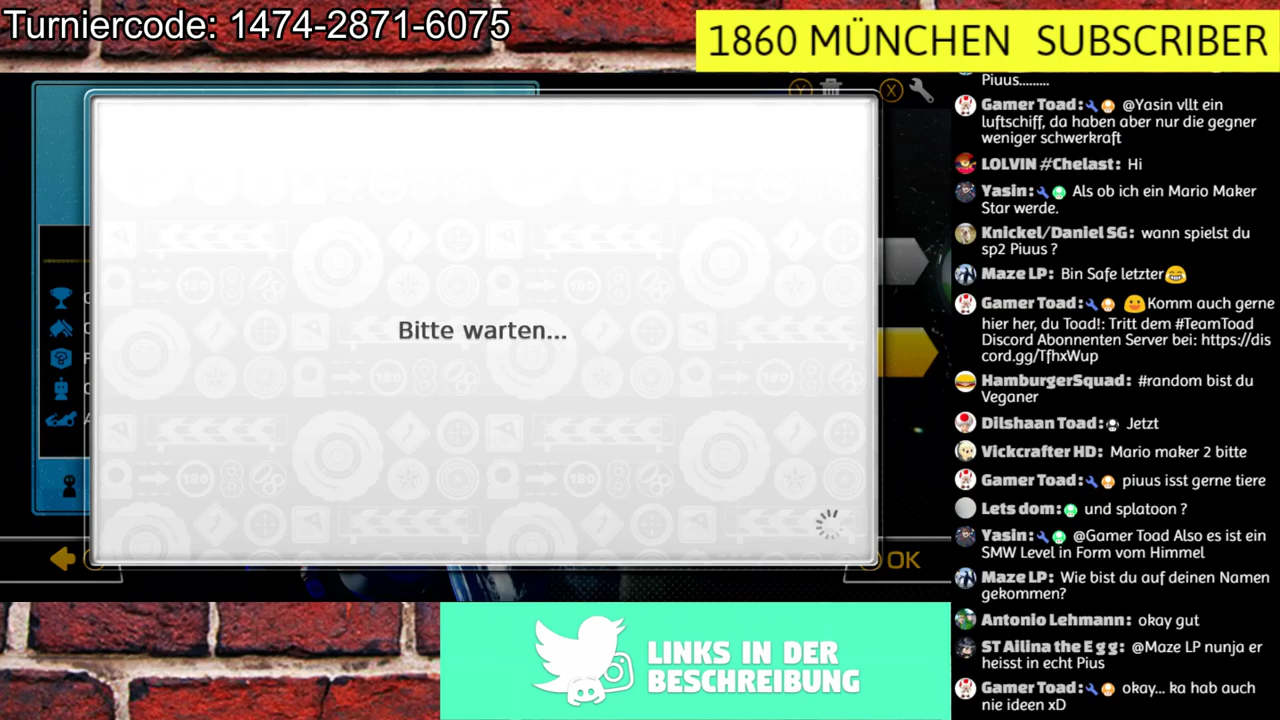 Turniercode: 1474-2871-6075
1860 MÜNCHEN SUBSCRIBER
Y
X
Bitte warten...
OK
LINKS IN DER
BESCHREIBUNG
Piuus.........
Gamer Toad: @Yasin vllt ein
luftschiff, da haben aber nur die gegner
weniger schwerkraft
LOLVIN #Chelast: Hi
Yasin: Als ob ich ein Mario Maker
Star werde.
Knickel/Daniel SG: wann spielst du
sp2 Piuus ?
Maze LP: Bin Safe letzter😂
Gamer Toad: 😃Komm auch gerne
hier her, du Toad!: Tritt dem #TeamToad
Discord Abonnenten Server bei: https://dis
cord.gg/TfhxWup
HamburgerSquad: #random bist du
Veganer
Dilshaan Toad: Jetzt
Vickcrafter HD: Mario maker 2 bitte
Gamer Toad: piuus isst gerne tiere
Lets dom: und splatoon ?
Yasin: @Gamer Toad Also es ist ein
SMW Level in Form vom Himmel
Maze LP: Wie bist du auf deinen Namen
gekommen?
Antonio Lehmann: okay gut
ST Ailina the E g g: @Maze LP nunja er
heisst in echt Pius
Gamer Toad: okay... ka hab auch
nie ideen xD